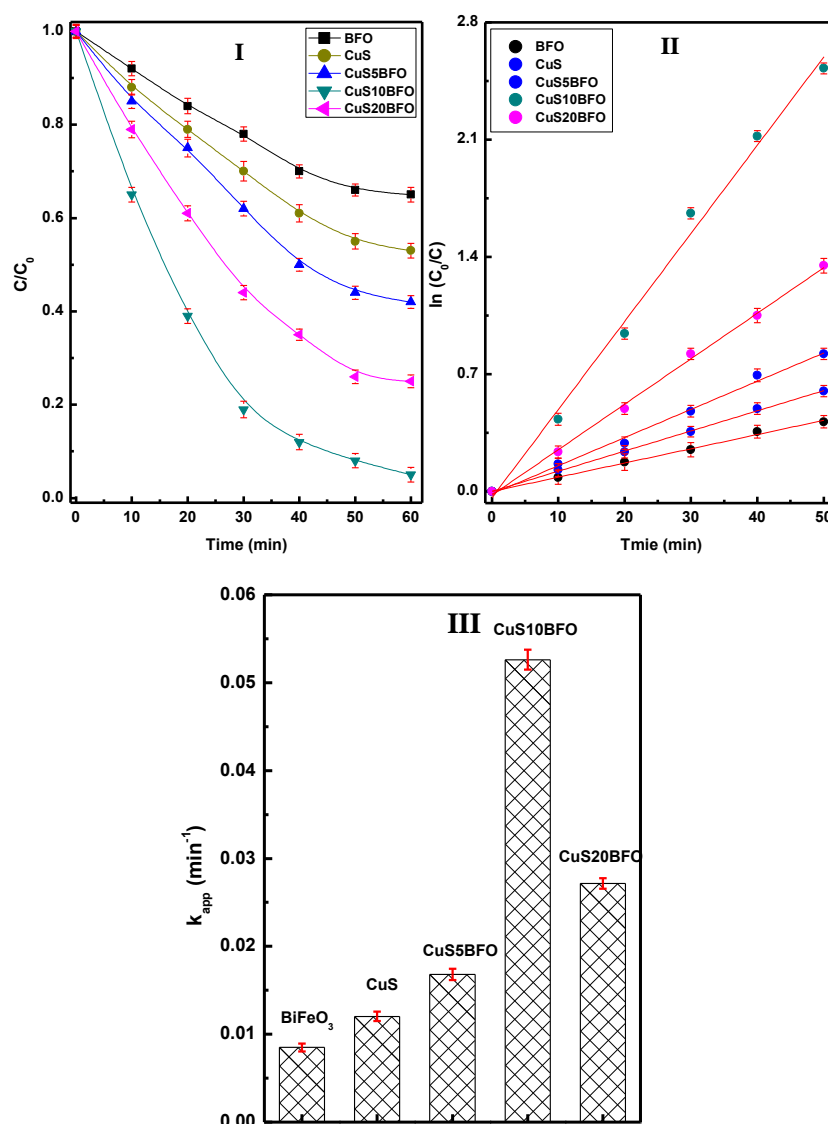 I
BFO
CuS
CuS5BFO
CuS10BFO
CuS20BFO
1.0
0.8
0.6
0.4
0.2
0.0
C/C₀
0 10 20 30 40 50 60
Time (min)
II
BFO
CuS
CuS5BFO
CuS10BFO
CuS20BFO
2.8
2.1
1.4
0.7
0.0
ln (C₀/C)
0 10 20 30 40 50
Tmie (min)
III
0.06
0.05
0.04
0.03
0.02
0.01
0.00
k_app (min⁻¹)
BiFeO₃
CuS
CuS5BFO
CuS10BFO
CuS20BFO